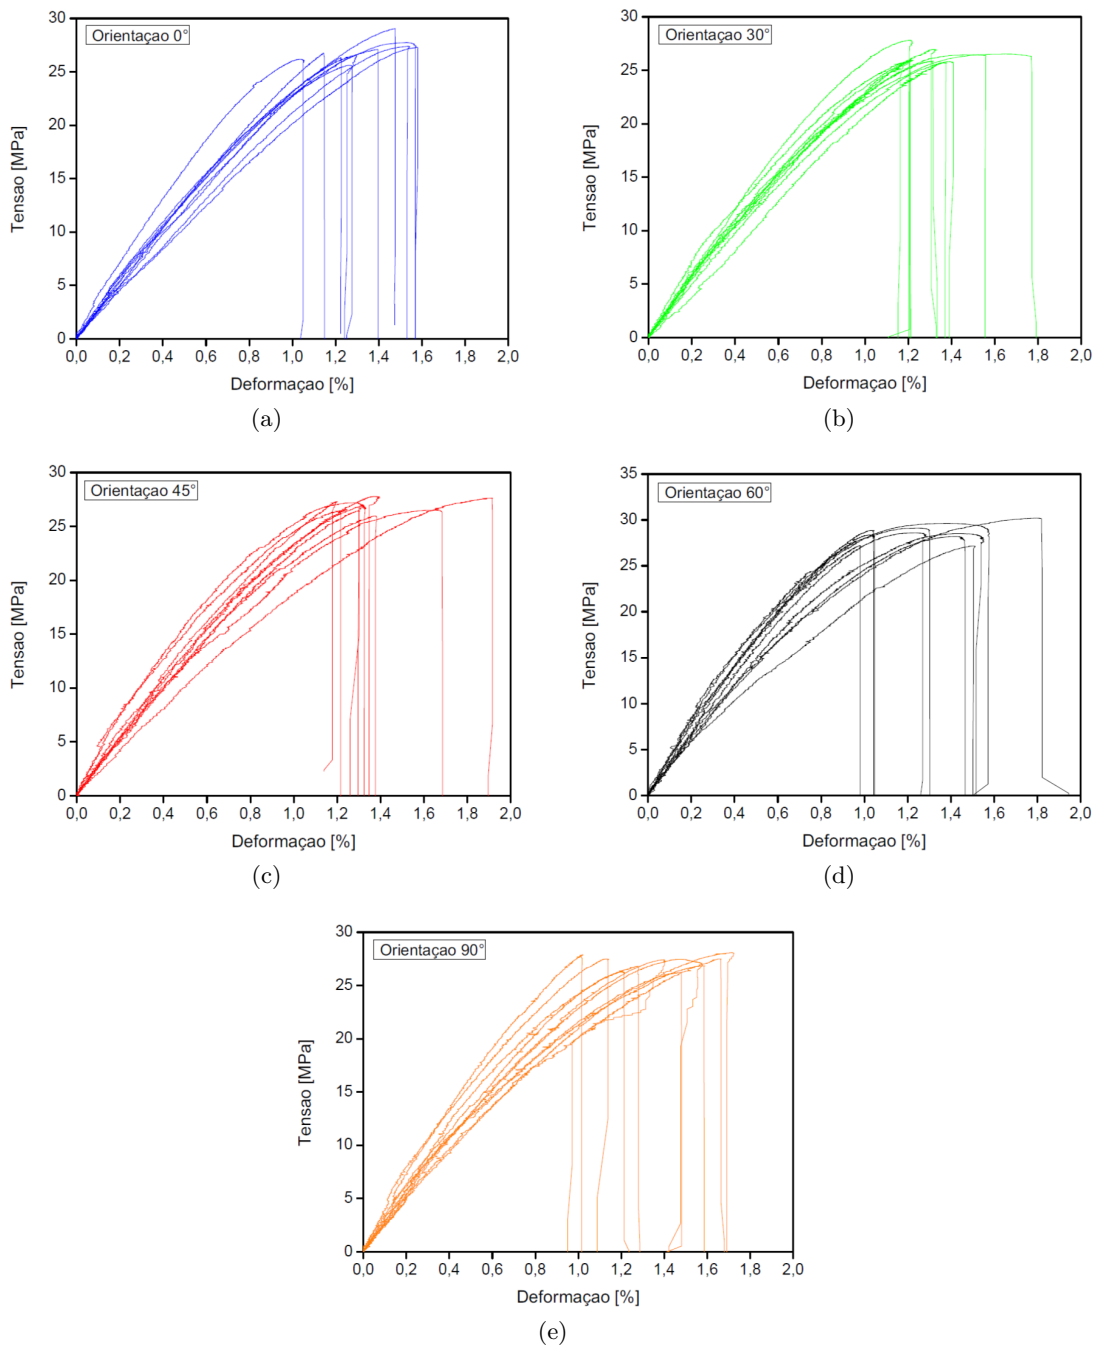 Orientaçao 0°
Tensao [MPa]
30
25
20
15
10
5
0
0,0 0,2 0,4 0,6 0,8 1,0 1,2 1,4 1,6 1,8 2,0
Deformaçao [%]
(a)
Orientaçao 30°
Tensao [MPa]
30
25
20
15
10
5
0
0,0 0,2 0,4 0,6 0,8 1,0 1,2 1,4 1,6 1,8 2,0
Deformaçao [%]
(b)
Orientaçao 45°
Tensao [MPa]
30
25
20
15
10
5
0
0,0 0,2 0,4 0,6 0,8 1,0 1,2 1,4 1,6 1,8 2,0
Deformaçao [%]
(c)
Orientaçao 60°
Tensao [MPa]
35
30
25
20
15
10
5
0
0,0 0,2 0,4 0,6 0,8 1,0 1,2 1,4 1,6 1,8 2,0
Deformaçao [%]
(d)
Orientaçao 90°
Tensao [MPa]
30
25
20
15
10
5
0
0,0 0,2 0,4 0,6 0,8 1,0 1,2 1,4 1,6 1,8 2,0
Deformaçao [%]
(e)